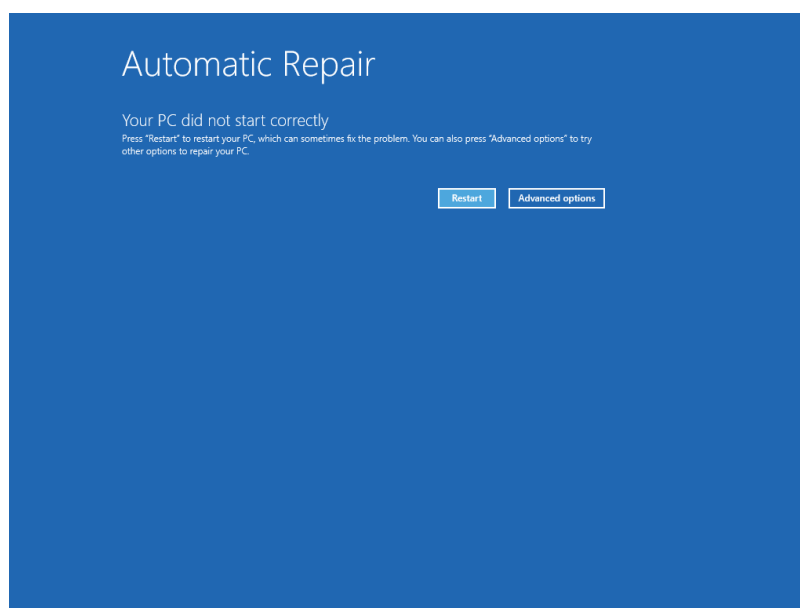 Automatic Repair
Your PC did not start correctly
Press "Restart" to restart your PC, which can sometimes fix the problem. You can also press "Advanced options" to try
other options to repair your PC.
Restart Advanced options